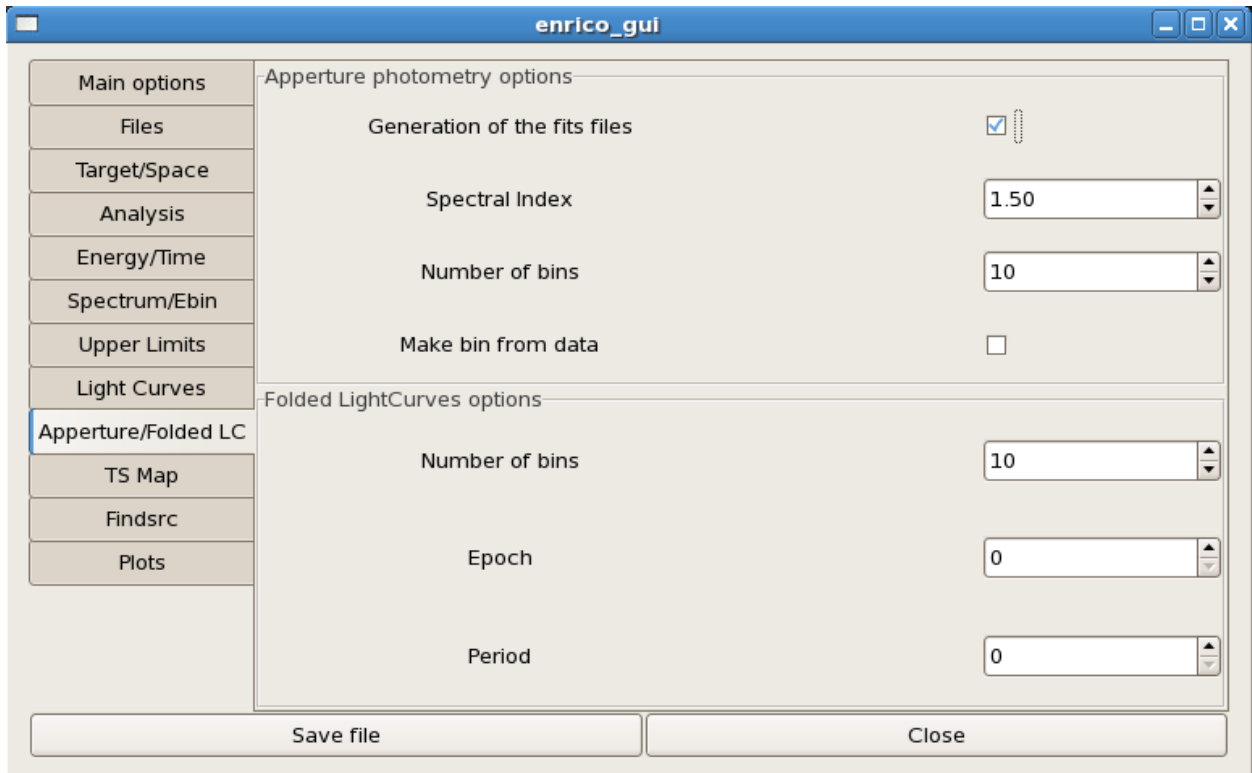 enrico_gui
Main options
Files
Target/Space
Analysis
Energy/Time
Spectrum/Ebin
Upper Limits
Light Curves
Apperture/Folded LC
TS Map
Findsrc
Plots
Apperture photometry options
Generation of the fits files
Spectral Index 1.50
Number of bins 10
Make bin from data
Folded LightCurves options
Number of bins 10
Epoch 0
Period 0
Save file Close